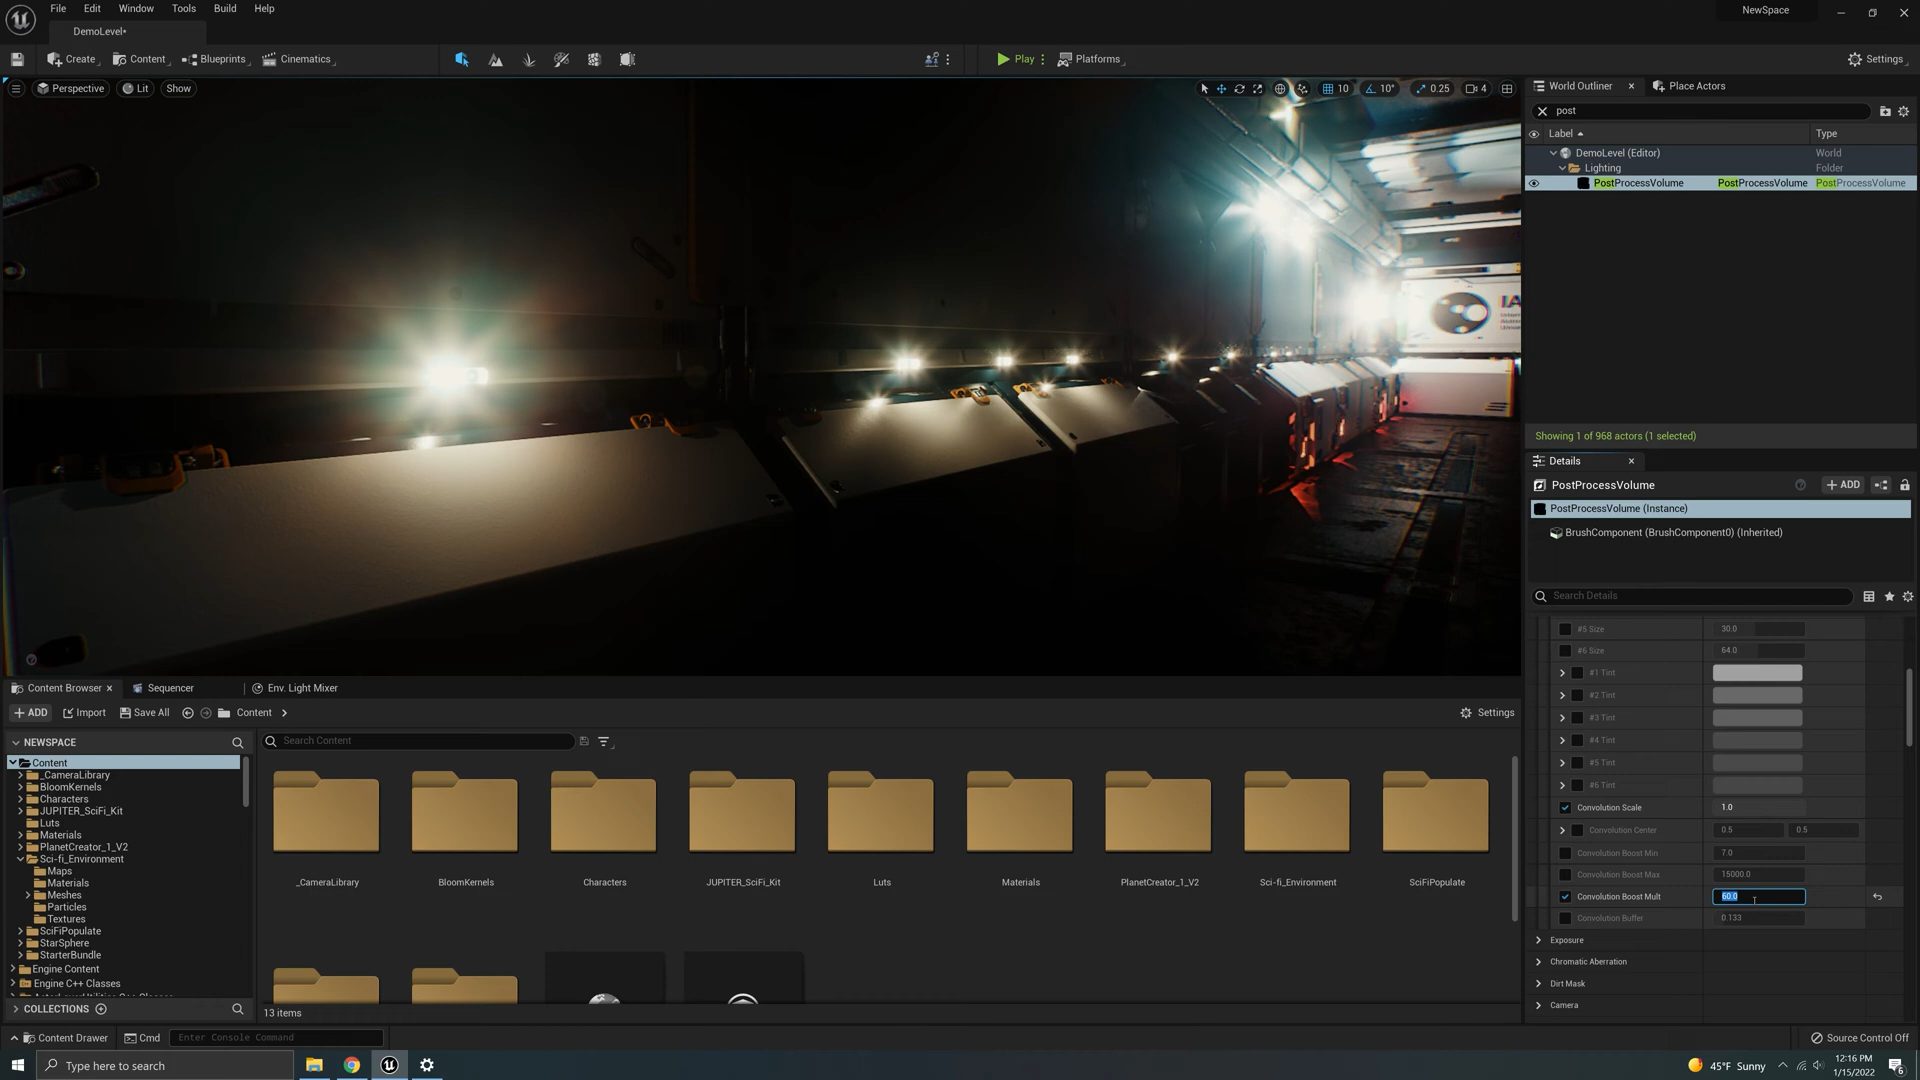 File Edit Window Tools Build Help
NewSpace
DemoLevel*
Create Content Blueprints Cinematics Play Platforms Settings
Perspective Lit Show 10 10° 0.25 4
World Outliner Place Actors
post
Label Type
DemoLevel (Editor) World
Lighting Folder
PostProcessVolume PostProcessVolume PostProcessVolume
IA
Showing 1 of 968 actors (1 selected)
Details
PostProcessVolume ADD
PostProcessVolume (Instance)
BrushComponent (BrushComponent0) (Inherited)
Search Details
#5 Size 30.0
#6 Size 64.0
#1 Tint
#2 Tint
#3 Tint
#4 Tint
#5 Tint
#6 Tint
Convolution Scale 1.0
Convolution Center 0.5 0.5
Convolution Boost Min 7.0
Convolution Boost Max 15000.0
Convolution Boost Mult 60.0
Convolution Buffer 0.133
Exposure
Chromatic Aberration
Dirt Mask
Camera
Content Browser Sequencer Env. Light Mixer
ADD Import Save All Content Settings
NEWSPACE
Search Content
Content
_CameraLibrary
BloomKernels
Characters
JUPITER_SciFi_Kit
Luts
Materials
PlanetCreator_1_V2
Sci-fi_Environment
Maps
Materials
Meshes
Particles
Textures
SciFiPopulate
StarSphere
StarterBundle
Engine Content
Engine C++ Classes
COLLECTIONS
_CameraLibrary BloomKernels Characters JUPITER_SciFi_Kit Luts Materials PlanetCreator_1_V2 Sci-fi_Environment SciFiPopulate
13 items
Content Drawer Cmd Enter Console Command Source Control Off
Type here to search
45°F Sunny
12:16 PM
1/15/2022
6